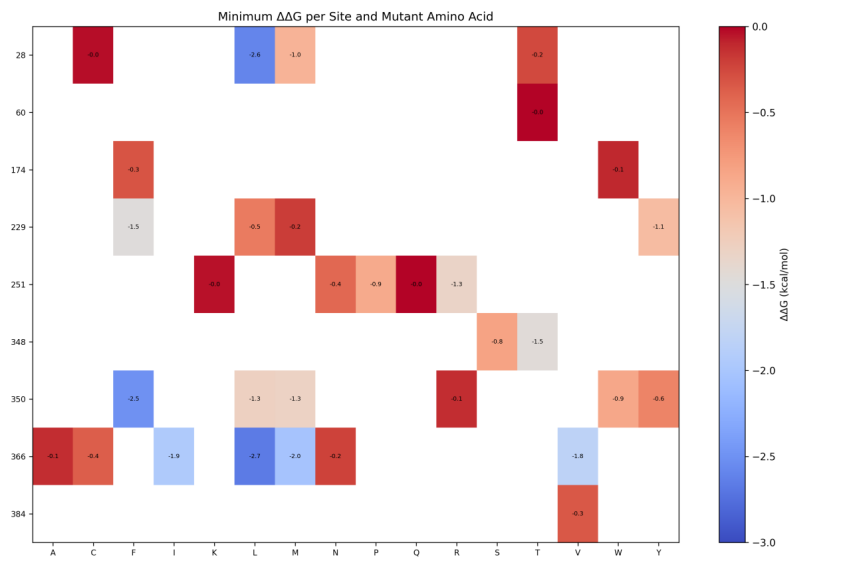 Minimum ΔΔG per Site and Mutant Amino Acid
28 -0.0 -2.6 -1.0 -0.2
60 -0.0
174 -0.3 -0.1
229 -1.5 -0.5 -0.2 -1.1
251 -0.0 -0.4 -0.9 -0.0 -1.3
348 -0.8 -1.5
350 -2.5 -1.3 -1.3 -0.1 -0.9 -0.6
366 -0.1 -0.4 -1.9 -2.7 -2.0 -0.2 -1.8
384 -0.3
A C F I K L M N P Q R S T V W Y
0.0
−0.5
−1.0
−1.5
−2.0
−2.5
−3.0
ΔΔG (kcal/mol)